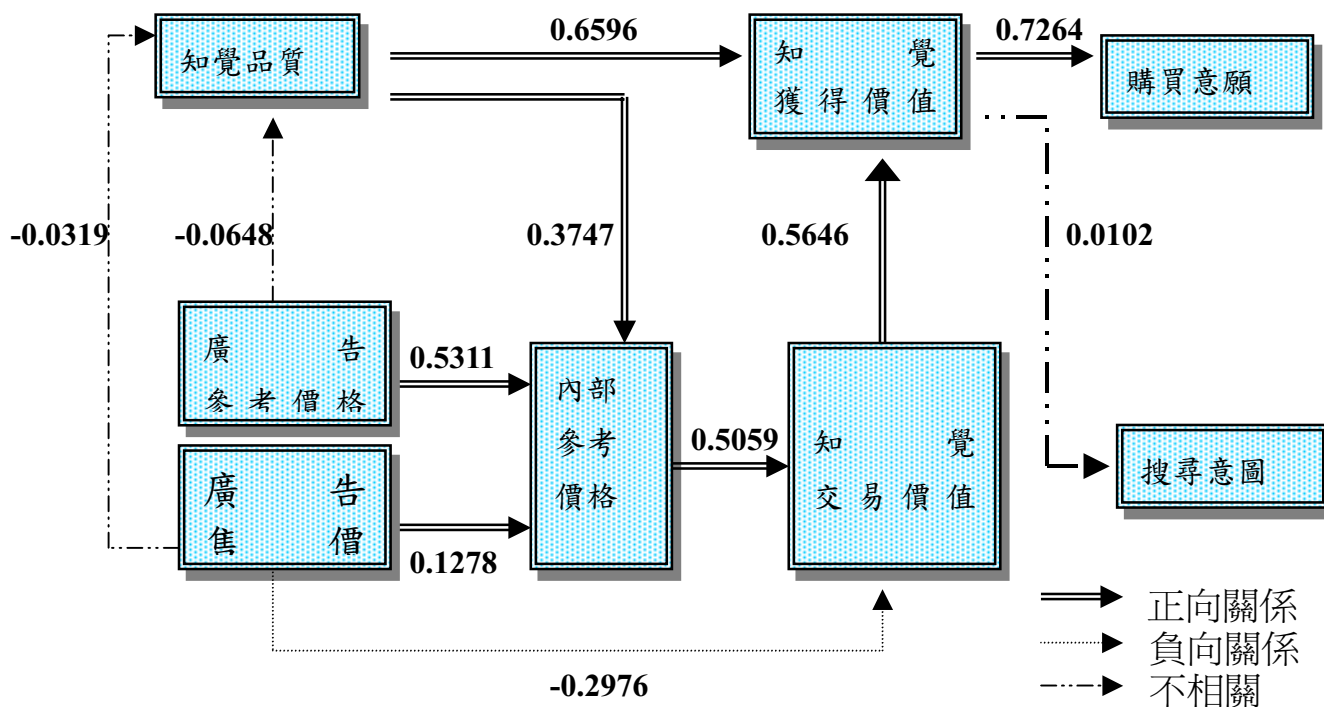 0.6596
0.7264
知覺品質
知覺
獲得價值
購買意願
-0.0319
-0.0648
0.3747
0.5646
0.0102
廣告
參考價格
0.5311
內部
參考
價格
0.5059
知覺
交易價值
搜尋意圖
廣告
售價
0.1278
-0.2976
正向關係
負向關係
不相關